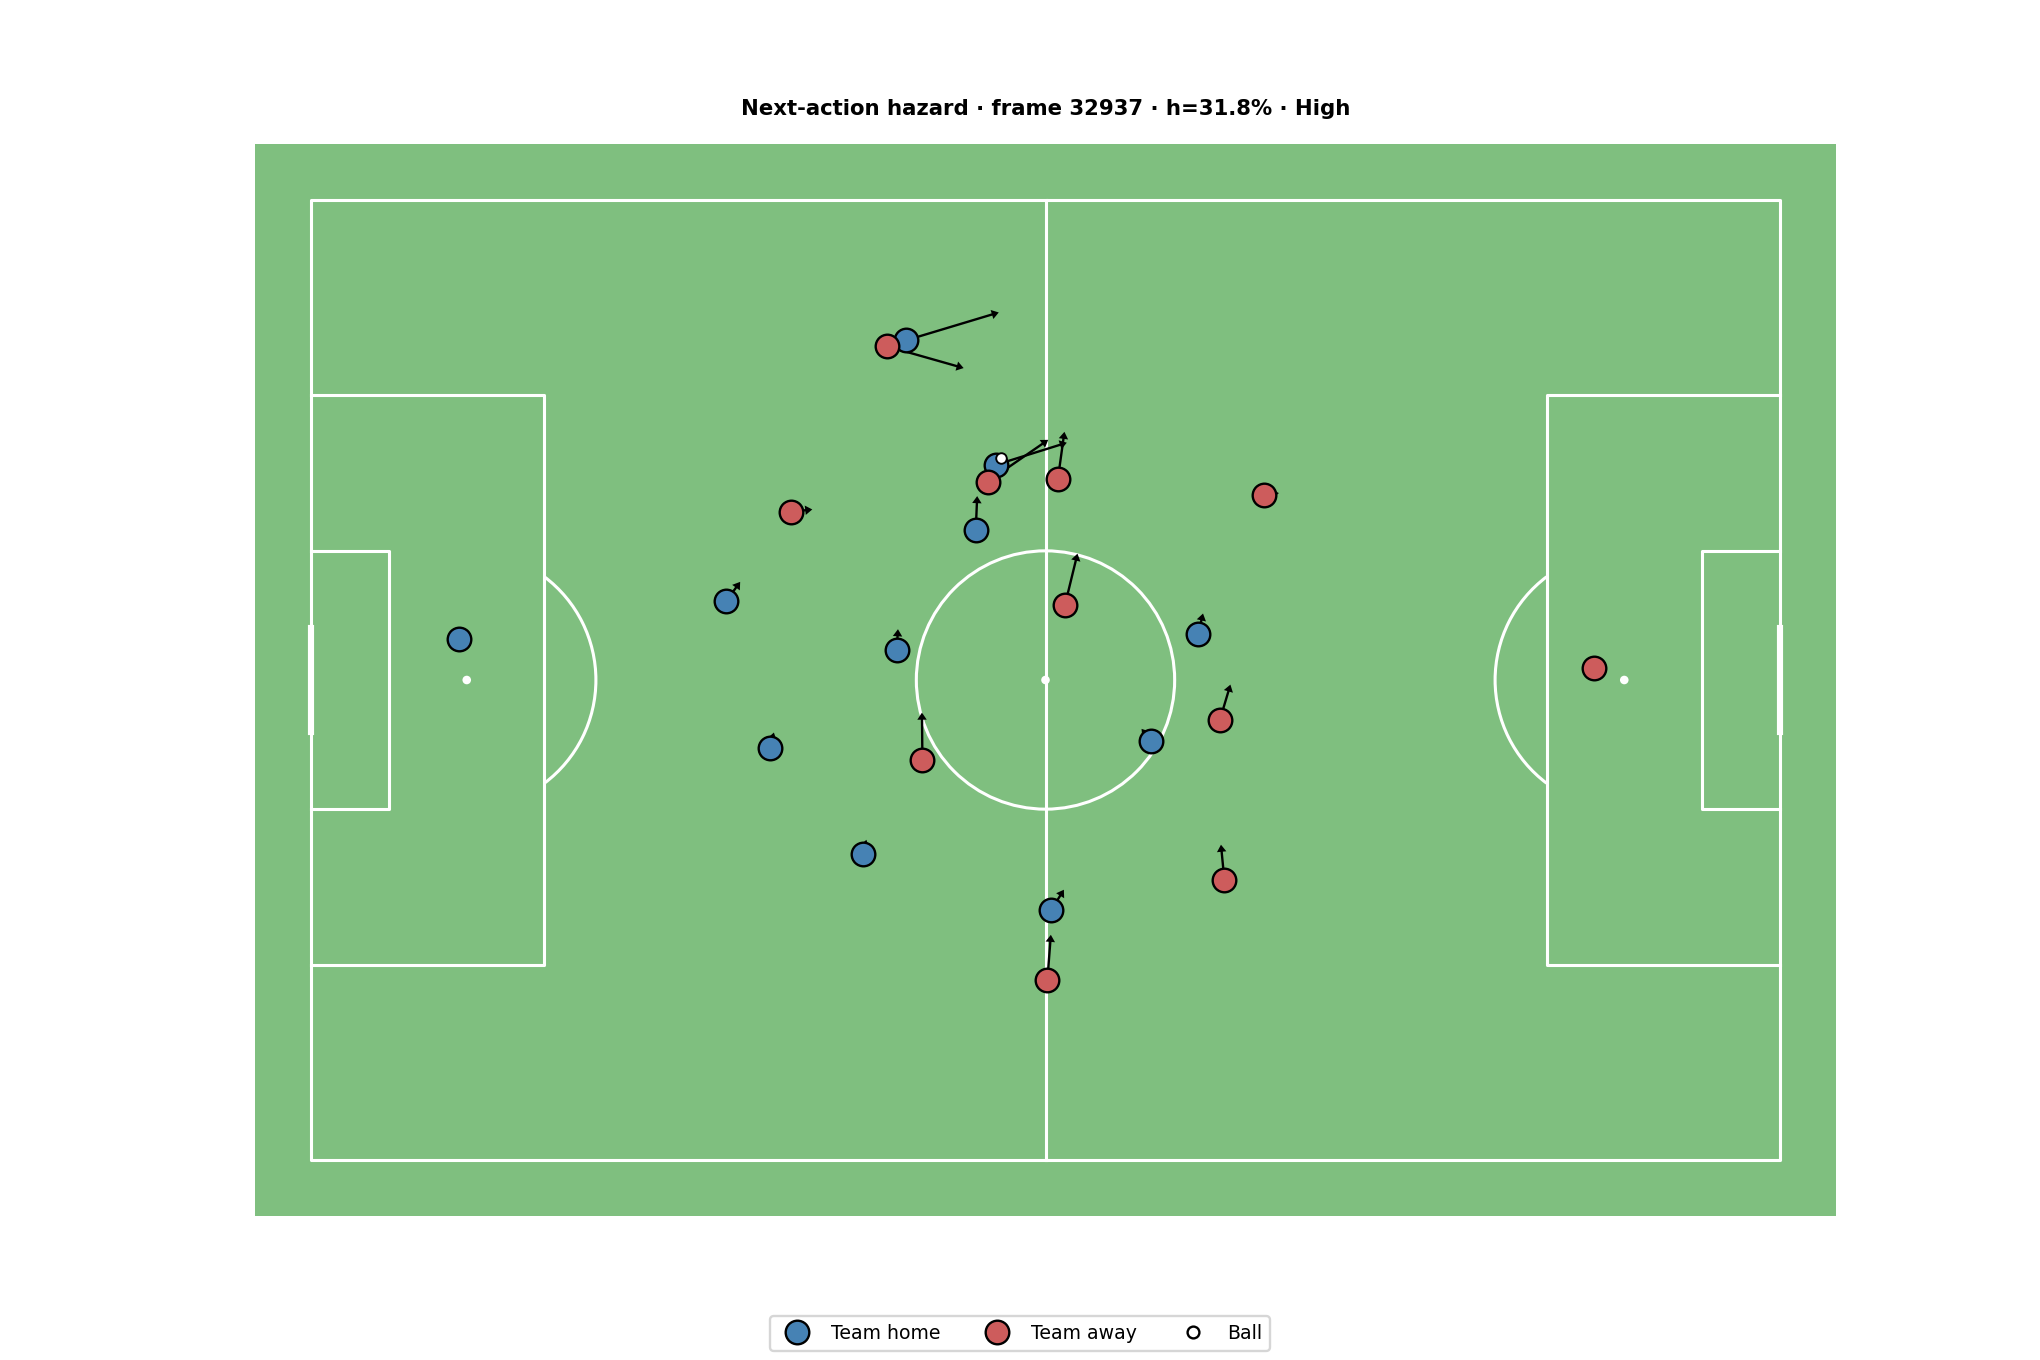 Next-action hazard · frame 32937 · h=31.8% · High
Team home
Team away
Ball